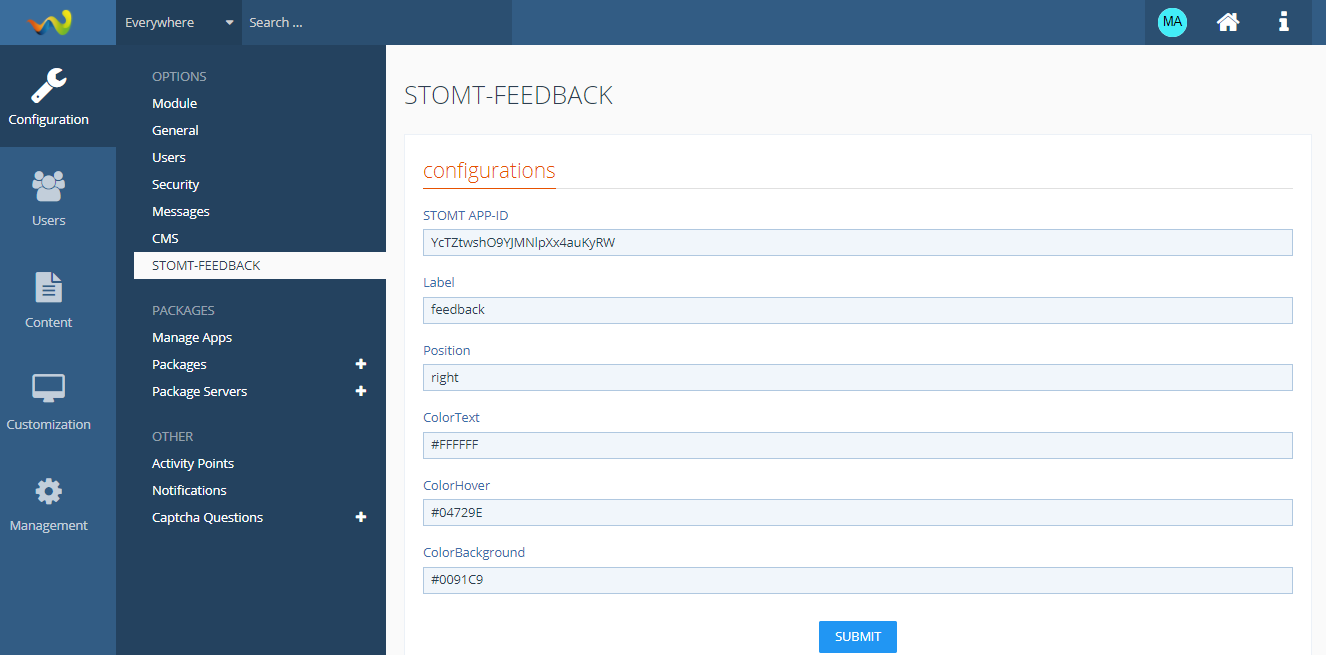 Everywhere
Search ...
MA
Configuration
Users
Content
Customization
Management
OPTIONS
Module
General
Users
Security
Messages
CMS
STOMT-FEEDBACK
PACKAGES
Manage Apps
Packages
Package Servers
OTHER
Activity Points
Notifications
Captcha Questions
STOMT-FEEDBACK
configurations
STOMT APP-ID
YcTZtwshO9YJMNlpXx4auKyRW
Label
feedback
Position
right
ColorText
#FFFFFF
ColorHover
#04729E
ColorBackground
#0091C9
SUBMIT